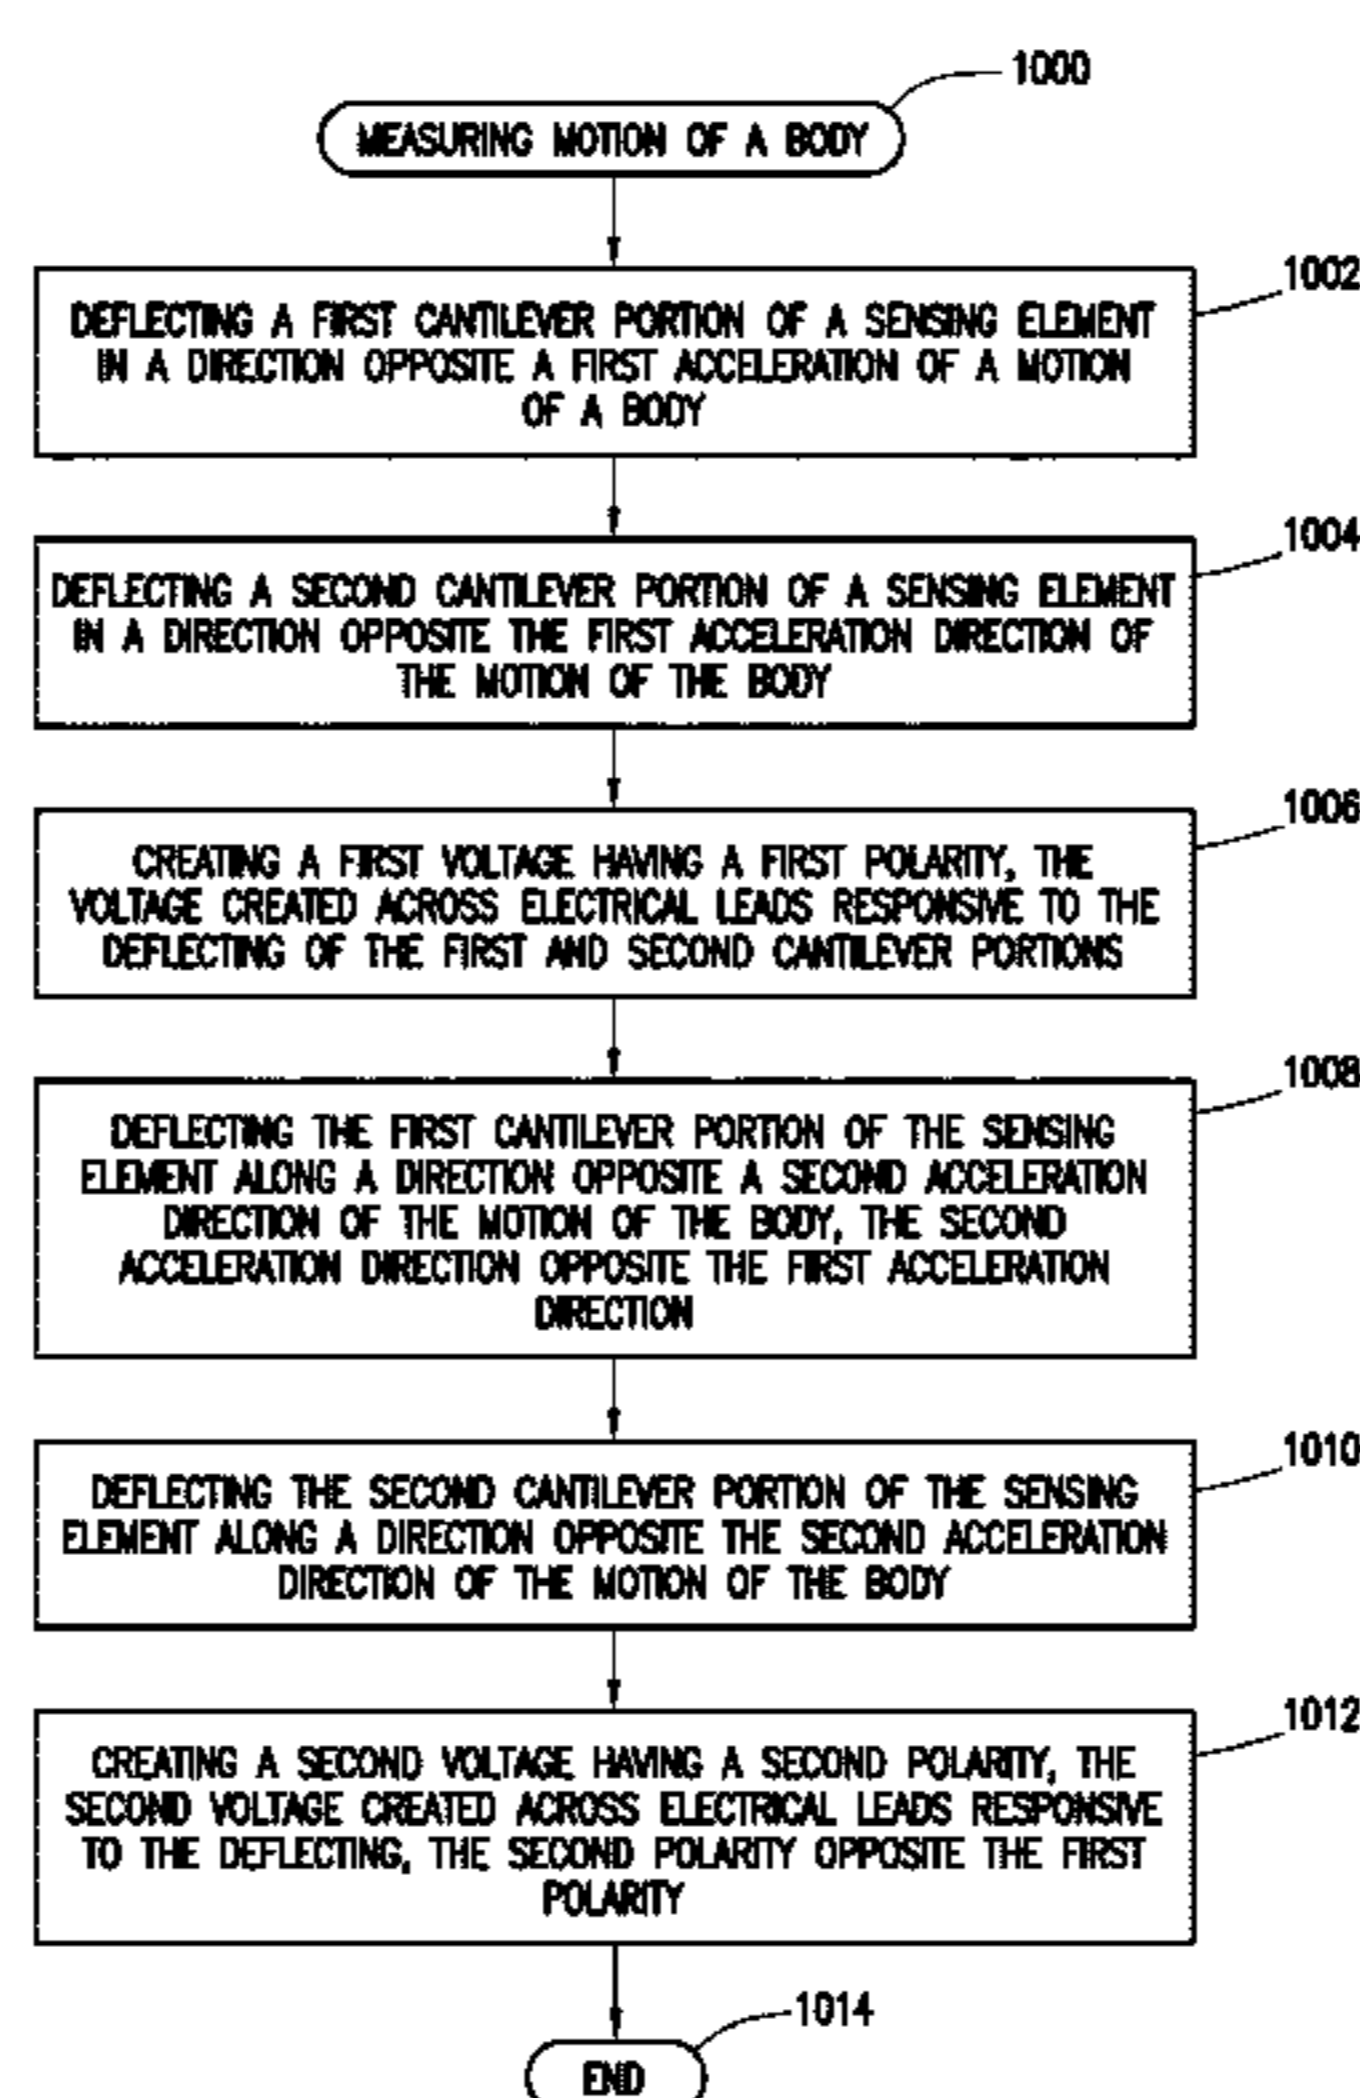 1000
MEASURING MOTION OF A BODY
1002
DEFLECTING A FIRST CANTILEVER PORTION OF A SENSING ELEMENT
IN A DIRECTION OPPOSITE A FIRST ACCELERATION OF A MOTION
OF A BODY
1004
DEFLECTING A SECOND CANTILEVER PORTION OF A SENSING ELEMENT
IN A DIRECTION OPPOSITE THE FIRST ACCELERATION DIRECTION OF
THE MOTION OF THE BODY
1006
CREATING A FIRST VOLTAGE HAVING A FIRST POLARITY, THE
VOLTAGE CREATED ACROSS ELECTRICAL LEADS RESPONSIVE TO THE
DEFLECTING OF THE FIRST AND SECOND CANTILEVER PORTIONS
1008
DEFLECTING THE FIRST CANTILEVER PORTION OF THE SENSING
ELEMENT ALONG A DIRECTION OPPOSITE A SECOND ACCELERATION
DIRECTION OF THE MOTION OF THE BODY, THE SECOND
ACCELERATION DIRECTION OPPOSITE THE FIRST ACCELERATION
DIRECTION
1010
DEFLECTING THE SECOND CANTILEVER PORTION OF THE SENSING
ELEMENT ALONG A DIRECTION OPPOSITE THE SECOND ACCELERATION
DIRECTION OF THE MOTION OF THE BODY
1012
CREATING A SECOND VOLTAGE HAVING A SECOND POLARITY, THE
SECOND VOLTAGE CREATED ACROSS ELECTRICAL LEADS RESPONSIVE
TO THE DEFLECTING, THE SECOND POLARITY OPPOSITE THE FIRST
POLARITY
1014
END